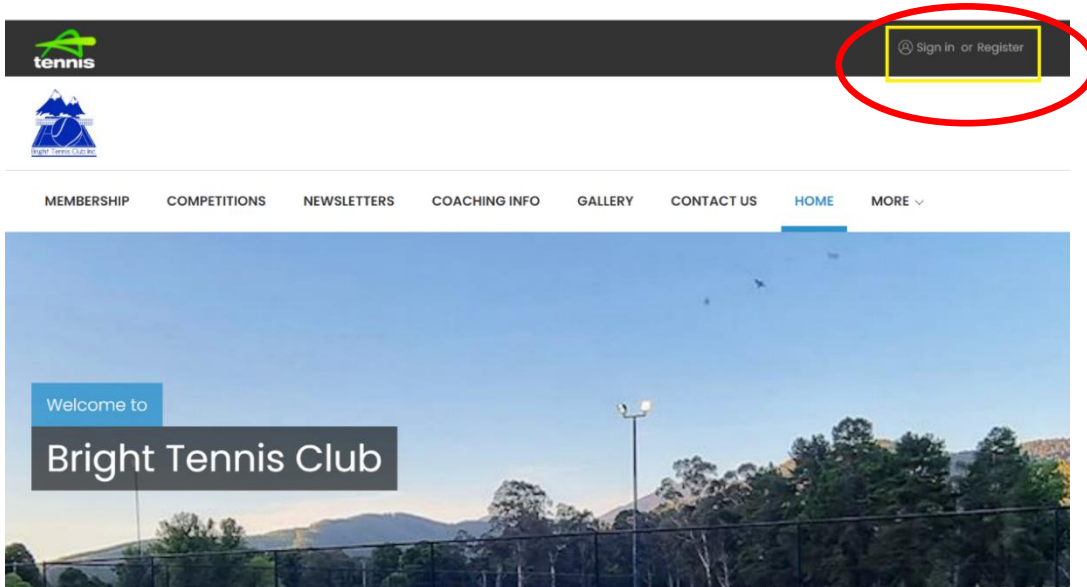 tennis
Sign in or Register
Bright Tennis Club Inc
MEMBERSHIP COMPETITIONS NEWSLETTERS COACHING INFO GALLERY CONTACT US HOME MORE
Welcome to
Bright Tennis Club